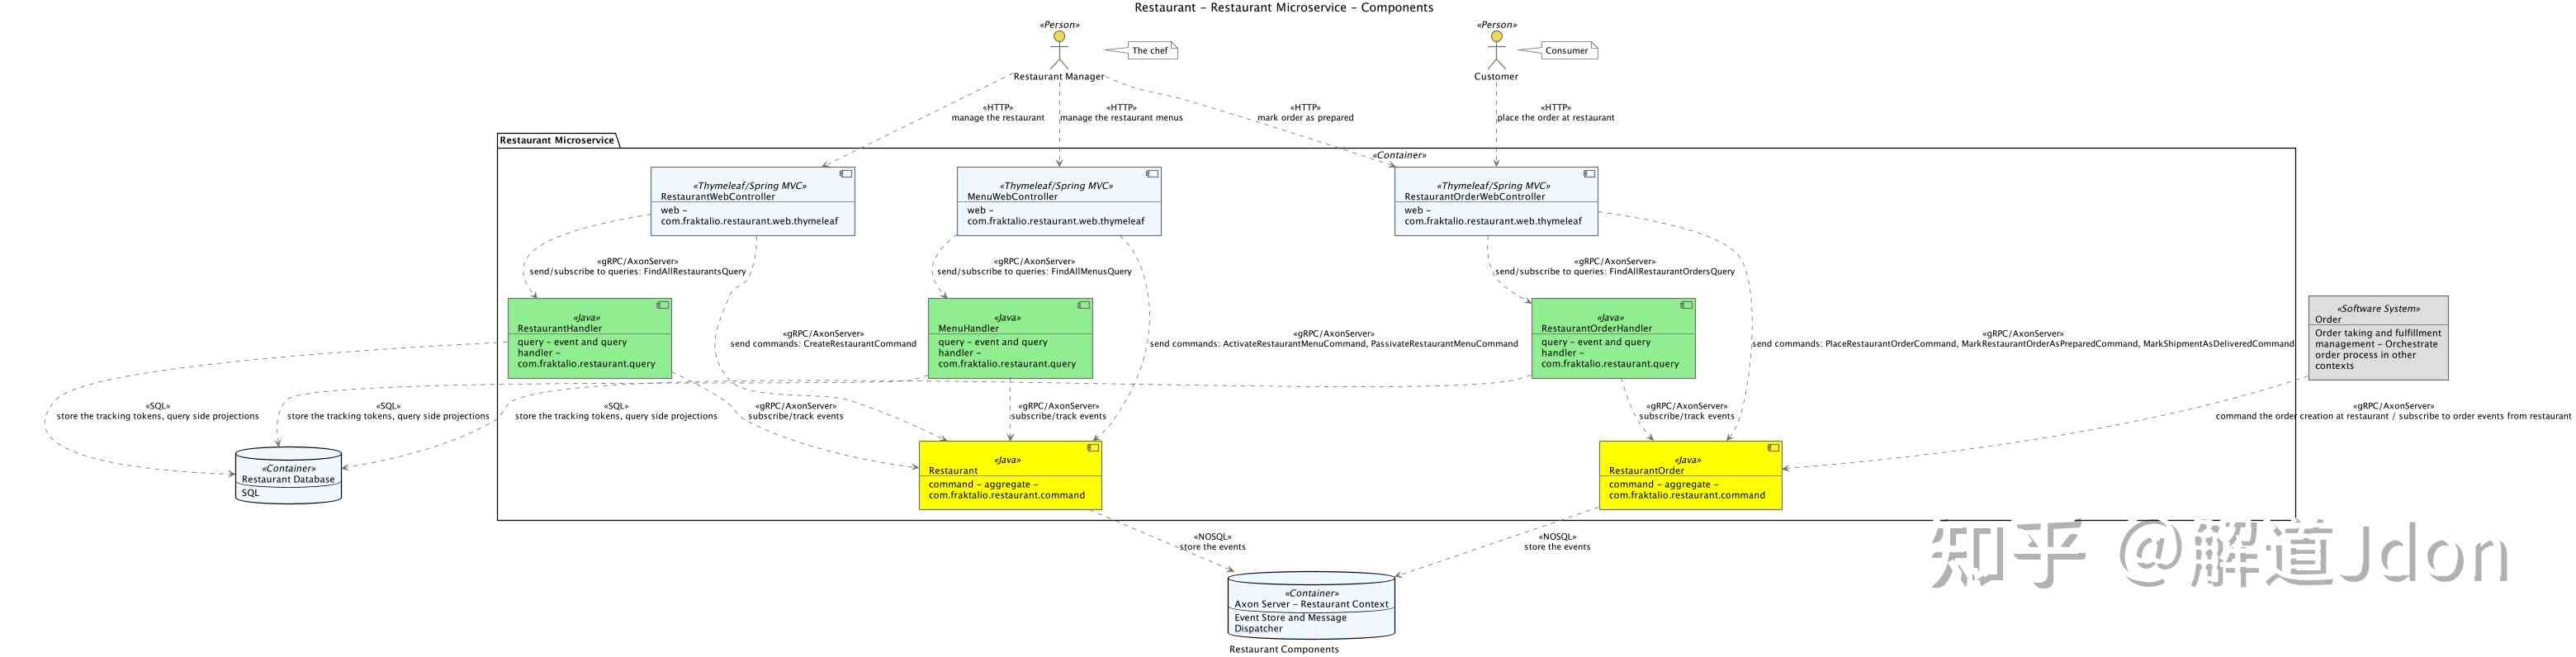 Restaurant - Restaurant Microservice - Components
«Person»
Restaurant Manager
The chef
«Person»
Customer
Consumer
«HTTP»
manage the restaurant
«HTTP»
manage the restaurant menus
«HTTP»
mark order as prepared
«HTTP»
place the order at restaurant
Restaurant Microservice
«Container»
«Thymeleaf/Spring MVC»
RestaurantWebController
web -
com.fraktalio.restaurant.web.thymeleaf
«Thymeleaf/Spring MVC»
MenuWebController
web -
com.fraktalio.restaurant.web.thymeleaf
«Thymeleaf/Spring MVC»
RestaurantOrderWebController
web -
com.fraktalio.restaurant.web.thymeleaf
«gRPC/AxonServer»
send/subscribe to queries: FindAllRestaurantsQuery
«gRPC/AxonServer»
send/subscribe to queries: FindAllMenusQuery
«gRPC/AxonServer»
send/subscribe to queries: FindAllRestaurantOrdersQuery
«Java»
RestaurantHandler
query - event and query
handler -
com.fraktalio.restaurant.query
«gRPC/AxonServer»
send commands: CreateRestaurantCommand
«Java»
MenuHandler
query - event and query
handler -
com.fraktalio.restaurant.query
«gRPC/AxonServer»
send commands: ActivateRestaurantMenuCommand, PassivateRestaurantMenuCommand
«Java»
RestaurantOrderHandler
query - event and query
handler -
com.fraktalio.restaurant.query
«gRPC/AxonServer»
send commands: PlaceRestaurantOrderCommand, MarkRestaurantOrderAsPreparedCommand, MarkShipmentAsDeliveredCommand
«Software System»
Order
Order taking and fulfillment
management - Orchestrate
order process in other
contexts
«SQL»
store the tracking tokens, query side projections
«SQL»
store the tracking tokens, query side projections
«SQL»
store the tracking tokens, query side projections
«gRPC/AxonServer»
subscribe/track events
«gRPC/AxonServer»
subscribe/track events
«gRPC/AxonServer»
subscribe/track events
«gRPC/AxonServer»
command the order creation at restaurant / subscribe to order events from restaurant
«Container»
Restaurant Database
SQL
«Java»
Restaurant
command - aggregate -
com.fraktalio.restaurant.command
«Java»
RestaurantOrder
command - aggregate -
com.fraktalio.restaurant.command
«NOSQL»
store the events
«NOSQL»
store the events
«Container»
Axon Server - Restaurant Context
Event Store and Message
Dispatcher
Restaurant Components
知乎 @解道Jdon